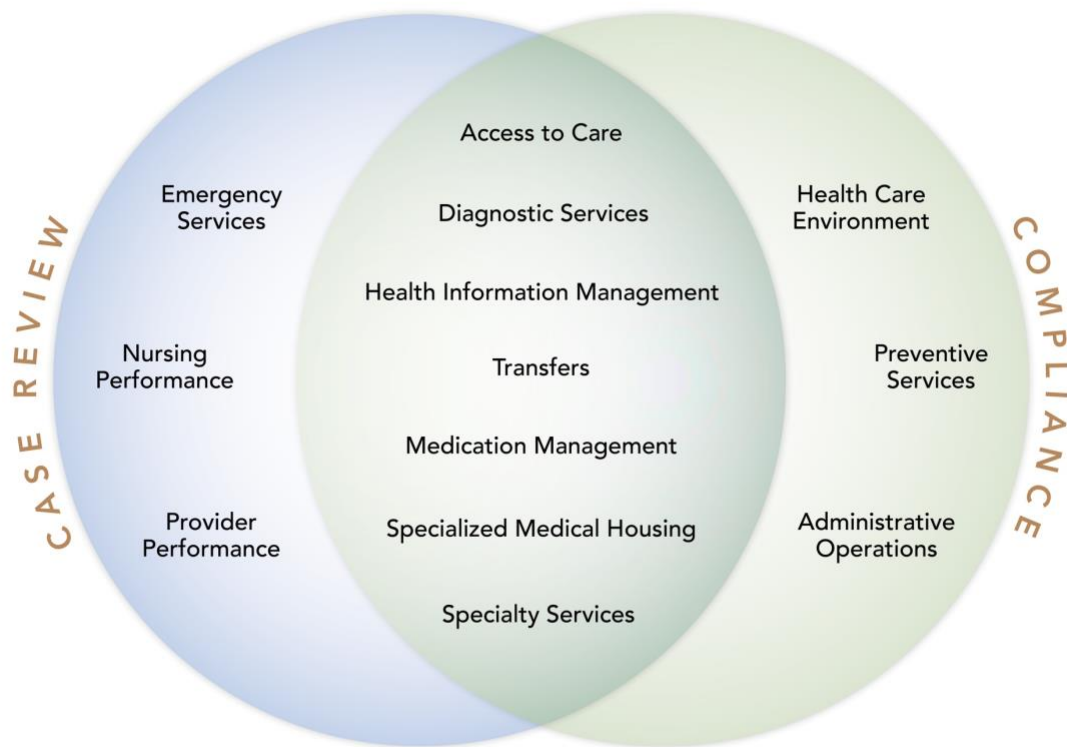 CASE REVIEW
Emergency
Services
Nursing
Performance
Provider
Performance
Access to Care
Diagnostic Services
Health Information Management
Transfers
Medication Management
Specialized Medical Housing
Specialty Services
Health Care
Environment
Preventive
Services
Administrative
Operations
COMPLIANCE